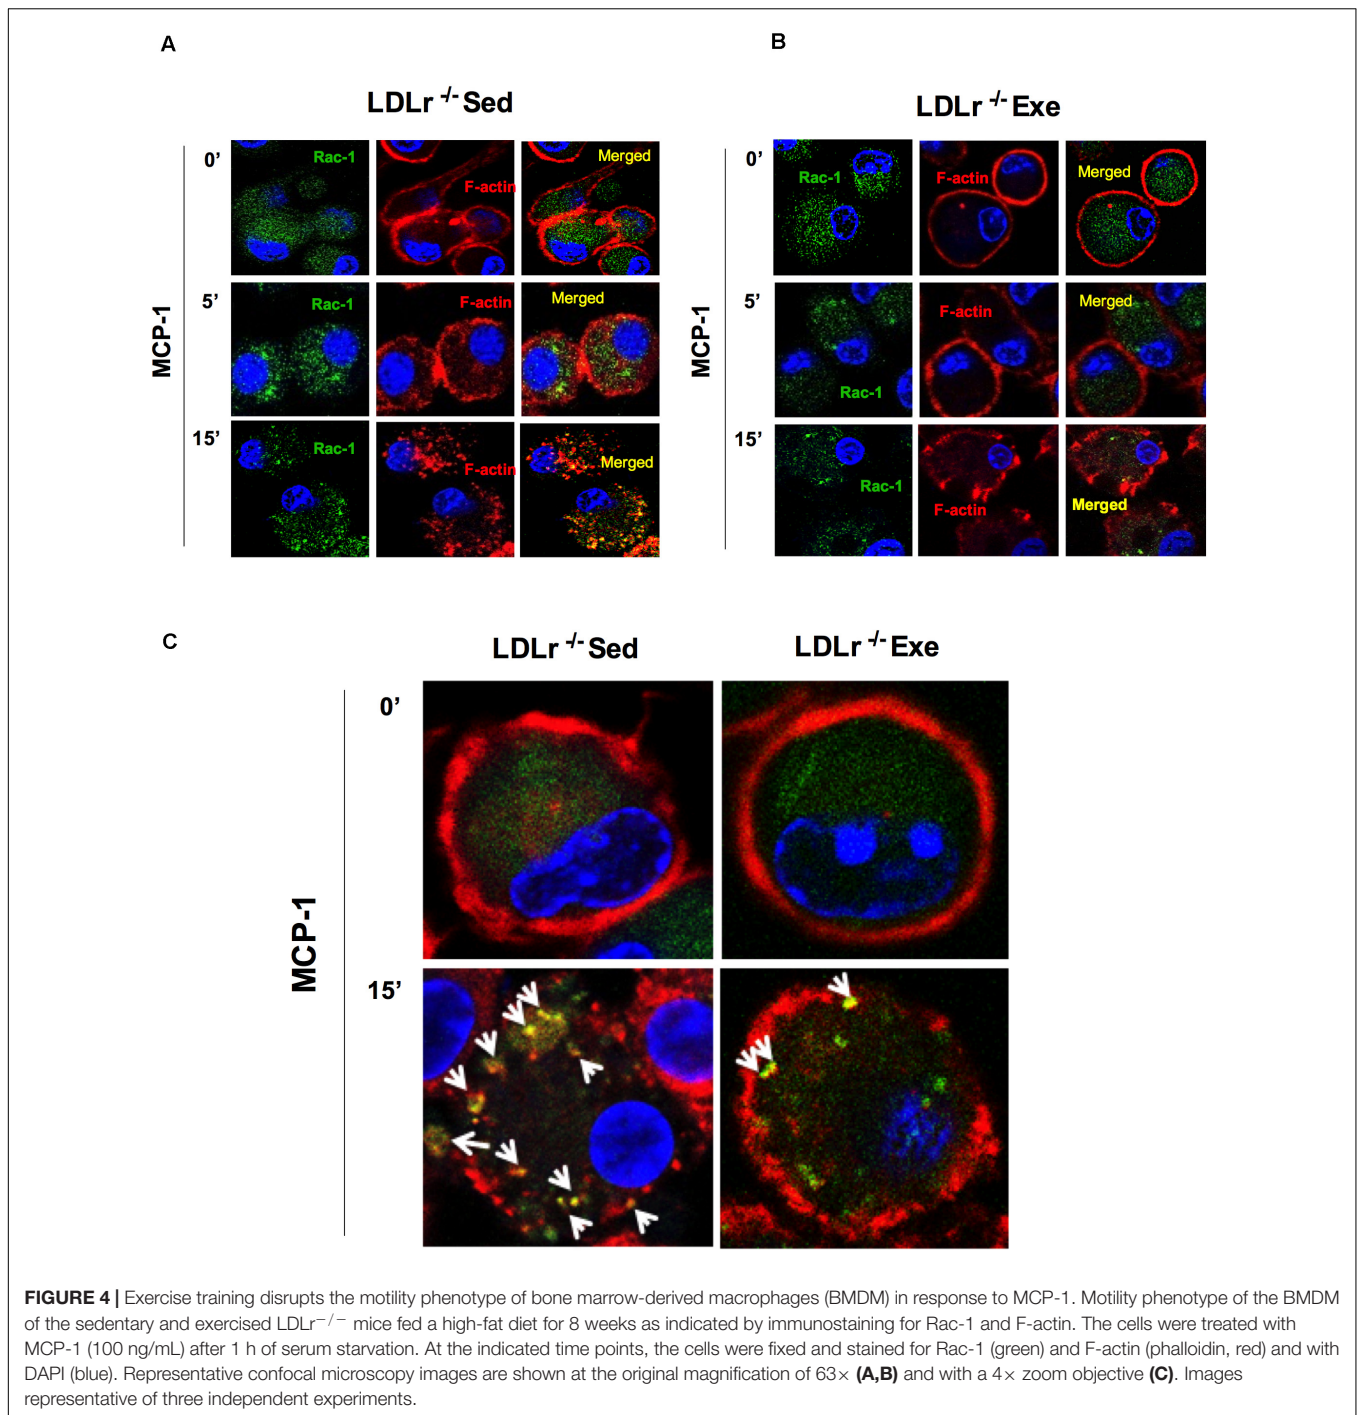 A
B
LDLr -/- Sed
LDLr -/- Exe
0’
Rac-1
F-actin
Merged
0’
Rac-1
F-actin
Merged
MCP-1
5’
Rac-1
F-actin
Merged
MCP-1
5’
F-actin
Merged
Rac-1
15’
Rac-1
F-actin
Merged
15’
Rac-1
F-actin
Merged
C
LDLr -/- Sed
LDLr -/- Exe
0’
MCP-1
15’
FIGURE 4 | Exercise training disrupts the motility phenotype of bone marrow-derived macrophages (BMDM) in response to MCP-1. Motility phenotype of the BMDM
of the sedentary and exercised LDLr−/− mice fed a high-fat diet for 8 weeks as indicated by immunostaining for Rac-1 and F-actin. The cells were treated with
MCP-1 (100 ng/mL) after 1 h of serum starvation. At the indicated time points, the cells were fixed and stained for Rac-1 (green) and F-actin (phalloidin, red) and with
DAPI (blue). Representative confocal microscopy images are shown at the original magnification of 63× (A,B) and with a 4× zoom objective (C). Images
representative of three independent experiments.